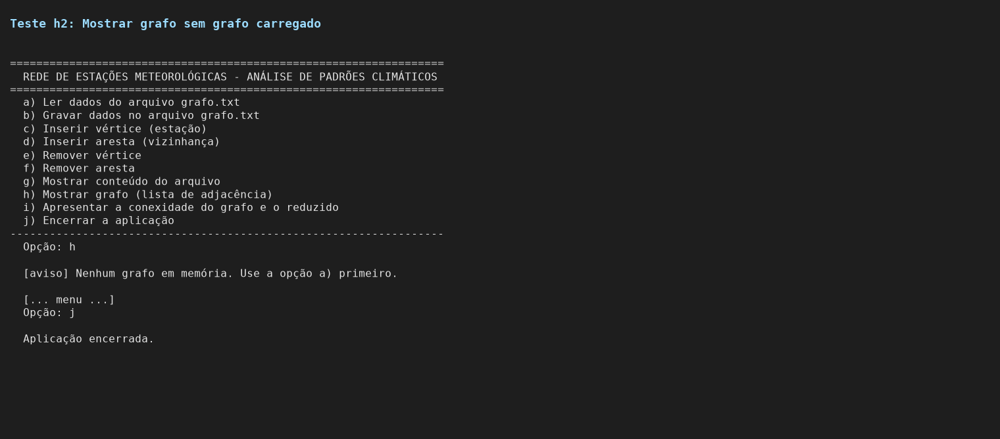 Teste h2: Mostrar grafo sem grafo carregado
==================================================================
REDE DE ESTAÇÕES METEOROLÓGICAS - ANÁLISE DE PADRÕES CLIMÁTICOS
==================================================================
a) Ler dados do arquivo grafo.txt
b) Gravar dados no arquivo grafo.txt
c) Inserir vértice (estação)
d) Inserir aresta (vizinhança)
e) Remover vértice
f) Remover aresta
g) Mostrar conteúdo do arquivo
h) Mostrar grafo (lista de adjacência)
i) Apresentar a conexidade do grafo e o reduzido
j) Encerrar a aplicação
------------------------------------------------------------------
Opção: h
[aviso] Nenhum grafo em memória. Use a opção a) primeiro.
[... menu ...]
Opção: j
Aplicação encerrada.